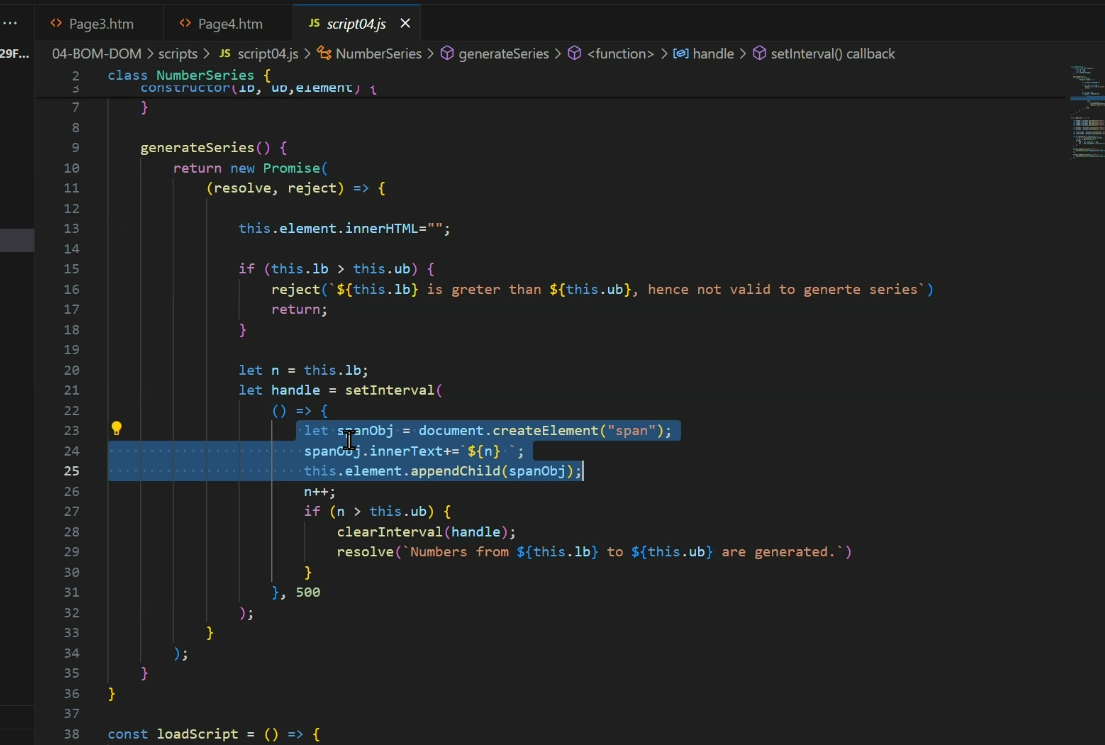 ... Page3.htm Page4.htm JS script04.js ×
29F... 04-BOM-DOM > scripts > JS script04.js > NumberSeries > generateSeries > <function> > handle > setInterval() callback
2 class NumberSeries {
3 constructor(lb, ub,element) {
7 }
8
9 generateSeries() {
10 return new Promise(
11 (resolve, reject) => {
12
13 this.element.innerHTML="";
14
15 if (this.lb > this.ub) {
16 reject(`${this.lb} is greter than ${this.ub}, hence not valid to generte series`)
17 return;
18 }
19
20 let n = this.lb;
21 let handle = setInterval(
22 () => {
23 let spanObj = document.createElement("span");
24 spanObj.innerText+=`${n} `;
25 this.element.appendChild(spanObj);
26 n++;
27 if (n > this.ub) {
28 clearInterval(handle);
29 resolve(`Numbers from ${this.lb} to ${this.ub} are generated.`)
30 }
31 }, 500
32 );
33 }
34 );
35 }
36 }
37
38 const loadScript = () => {